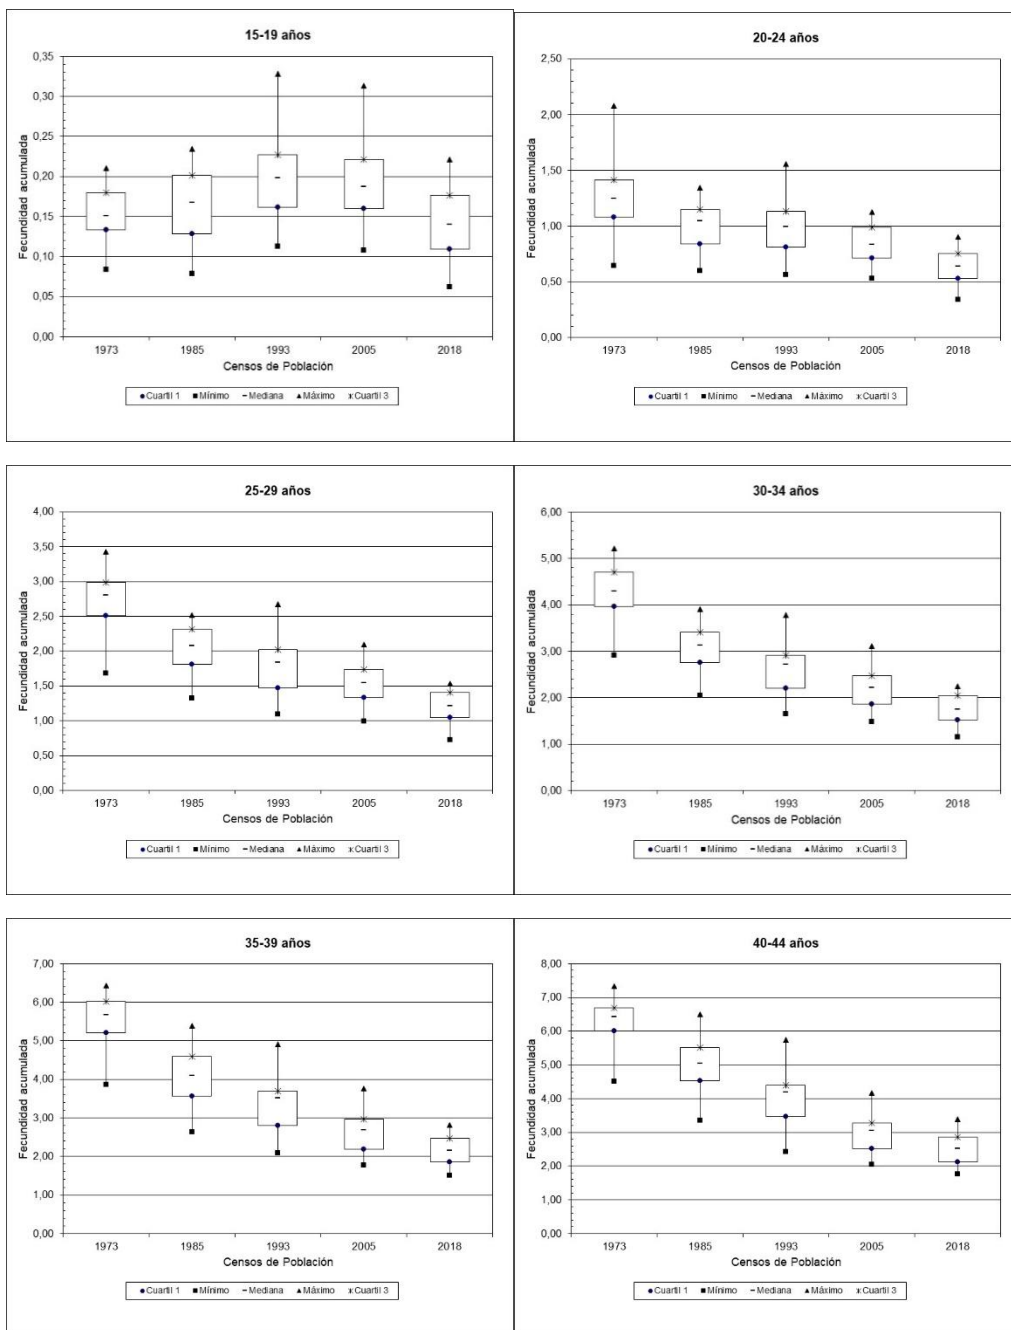 15-19 años
0,35
0,30
0,25
0,20
0,15
0,10
0,05
0,00
Fecundidad acumulada
1973 1985 1993 2005 2018
Censos de Población
Cuartil 1 Mínimo Mediana Máximo Cuartil 3
20-24 años
2,50
2,00
1,50
1,00
0,50
0,00
Fecundidad acumulada
1973 1985 1993 2005 2018
Censos de Población
Cuartil 1 Mínimo Mediana Máximo Cuartil 3
25-29 años
4,00
3,50
3,00
2,50
2,00
1,50
1,00
0,50
0,00
Fecundidad acumulada
1973 1985 1993 2005 2018
Censos de Población
Cuartil 1 Mínimo Mediana Máximo Cuartil 3
30-34 años
6,00
5,00
4,00
3,00
2,00
1,00
0,00
Fecundidad acumulada
1973 1985 1993 2005 2018
Censos de Población
Cuartil 1 Mínimo Mediana Máximo Cuartil 3
35-39 años
7,00
6,00
5,00
4,00
3,00
2,00
1,00
0,00
Fecundidad acumulada
1973 1985 1993 2005 2018
Censos de Población
Cuartil 1 Mínimo Mediana Máximo Cuartil 3
40-44 años
8,00
7,00
6,00
5,00
4,00
3,00
2,00
1,00
0,00
Fecundidad acumulada
1973 1985 1993 2005 2018
Censos de Población
Cuartil 1 Mínimo Mediana Máximo Cuartil 3